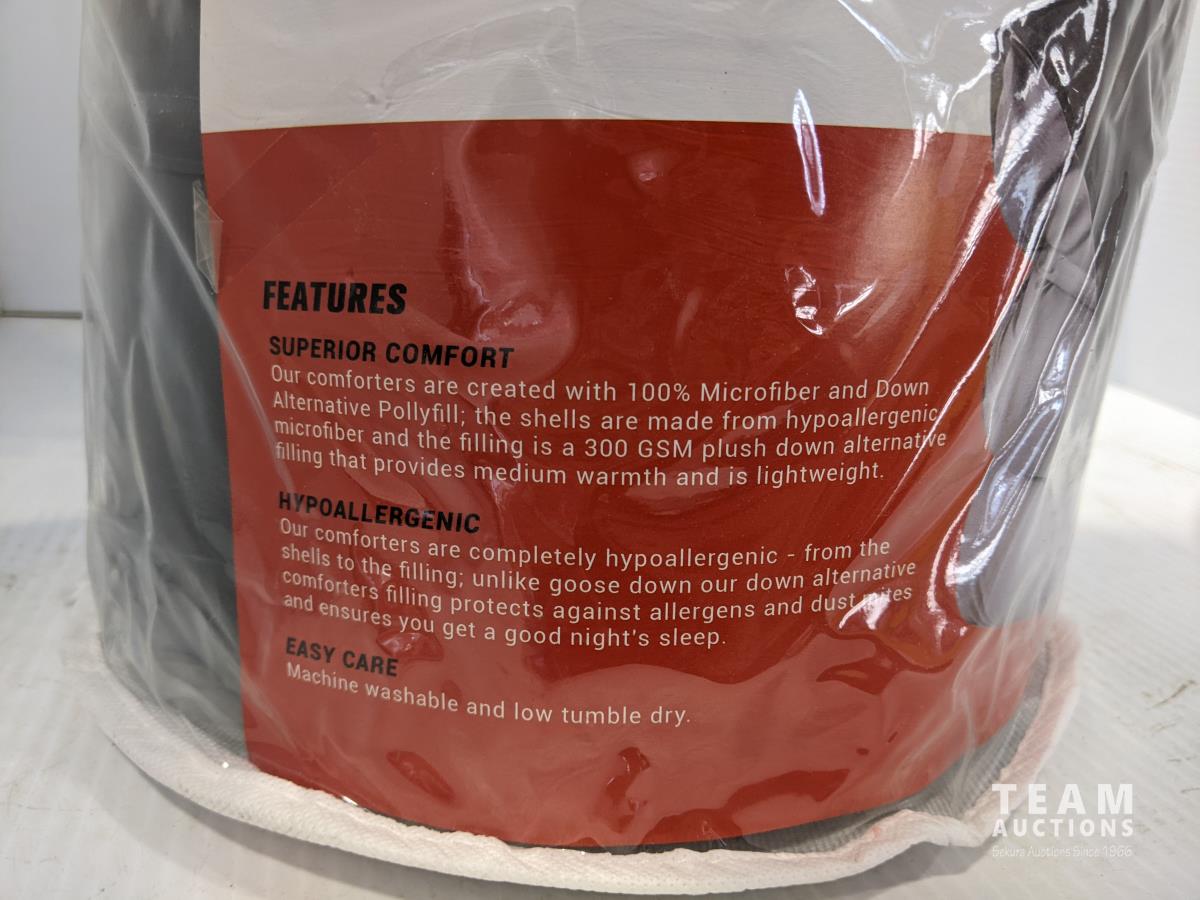 FEATURES
SUPERIOR COMFORT
Our comforters are created with 100% Microfiber and Down
Alternative Pollyfill; the shells are made from hypoallergenic
microfiber and the filling is a 300 GSM plush down alternative
filling that provides medium warmth and is lightweight.
HYPOALLERGENIC
Our comforters are completely hypoallergenic - from the
shells to the filling; unlike goose down our down alternative
comforters filling protects against allergens and dust mites
and ensures you get a good night's sleep.
EASY CARE
Machine washable and low tumble dry.
TEAM
AUCTIONS
Sekura Auctions Since 1966